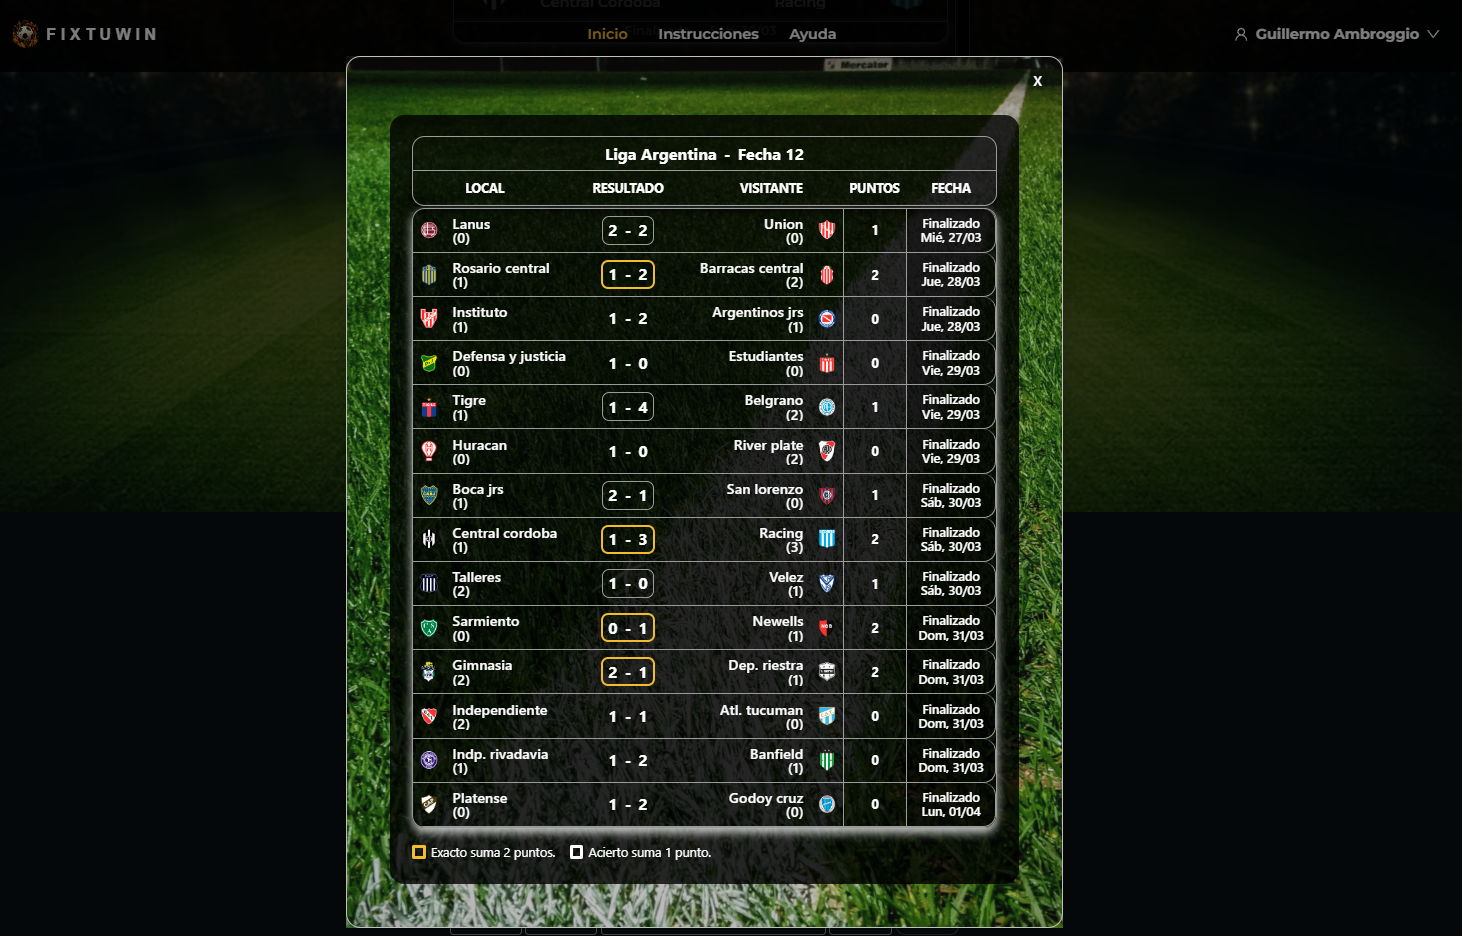 Central Cordoba Racing
FIXTUWIN
Inicio Instrucciones Ayuda
Guillermo Ambroggio
Mercator
X
Liga Argentina - Fecha 12
LOCAL RESULTADO VISITANTE PUNTOS FECHA
Lanus 2 - 2 Union 1 Finalizado
(0) (0) Mié, 27/03
Rosario central 1 - 2 Barracas central 2 Finalizado
(1) (2) Jue, 28/03
Instituto 1 - 2 Argentinos jrs 0 Finalizado
(1) (1) Jue, 28/03
Defensa y justicia 1 - 0 Estudiantes 0 Finalizado
(0) (0) Vie, 29/03
Tigre 1 - 4 Belgrano 1 Finalizado
(1) (2) Vie, 29/03
Huracan 1 - 0 River plate 0 Finalizado
(0) (2) Vie, 29/03
Boca jrs 2 - 1 San lorenzo 1 Finalizado
(1) (0) Sáb, 30/03
Central cordoba 1 - 3 Racing 2 Finalizado
(1) (3) Sáb, 30/03
Talleres 1 - 0 Velez 1 Finalizado
(2) (1) Sáb, 30/03
Sarmiento 0 - 1 Newells 2 Finalizado
(0) (1) Dom, 31/03
Gimnasia 2 - 1 Dep. riestra 2 Finalizado
(2) (1) Dom, 31/03
Independiente 1 - 1 Atl. tucuman 0 Finalizado
(2) (0) Dom, 31/03
Indp. rivadavia 1 - 2 Banfield 0 Finalizado
(1) (1) Dom, 31/03
Platense 1 - 2 Godoy cruz 0 Finalizado
(0) (0) Lun, 01/04
Exacto suma 2 puntos. Acierto suma 1 punto.